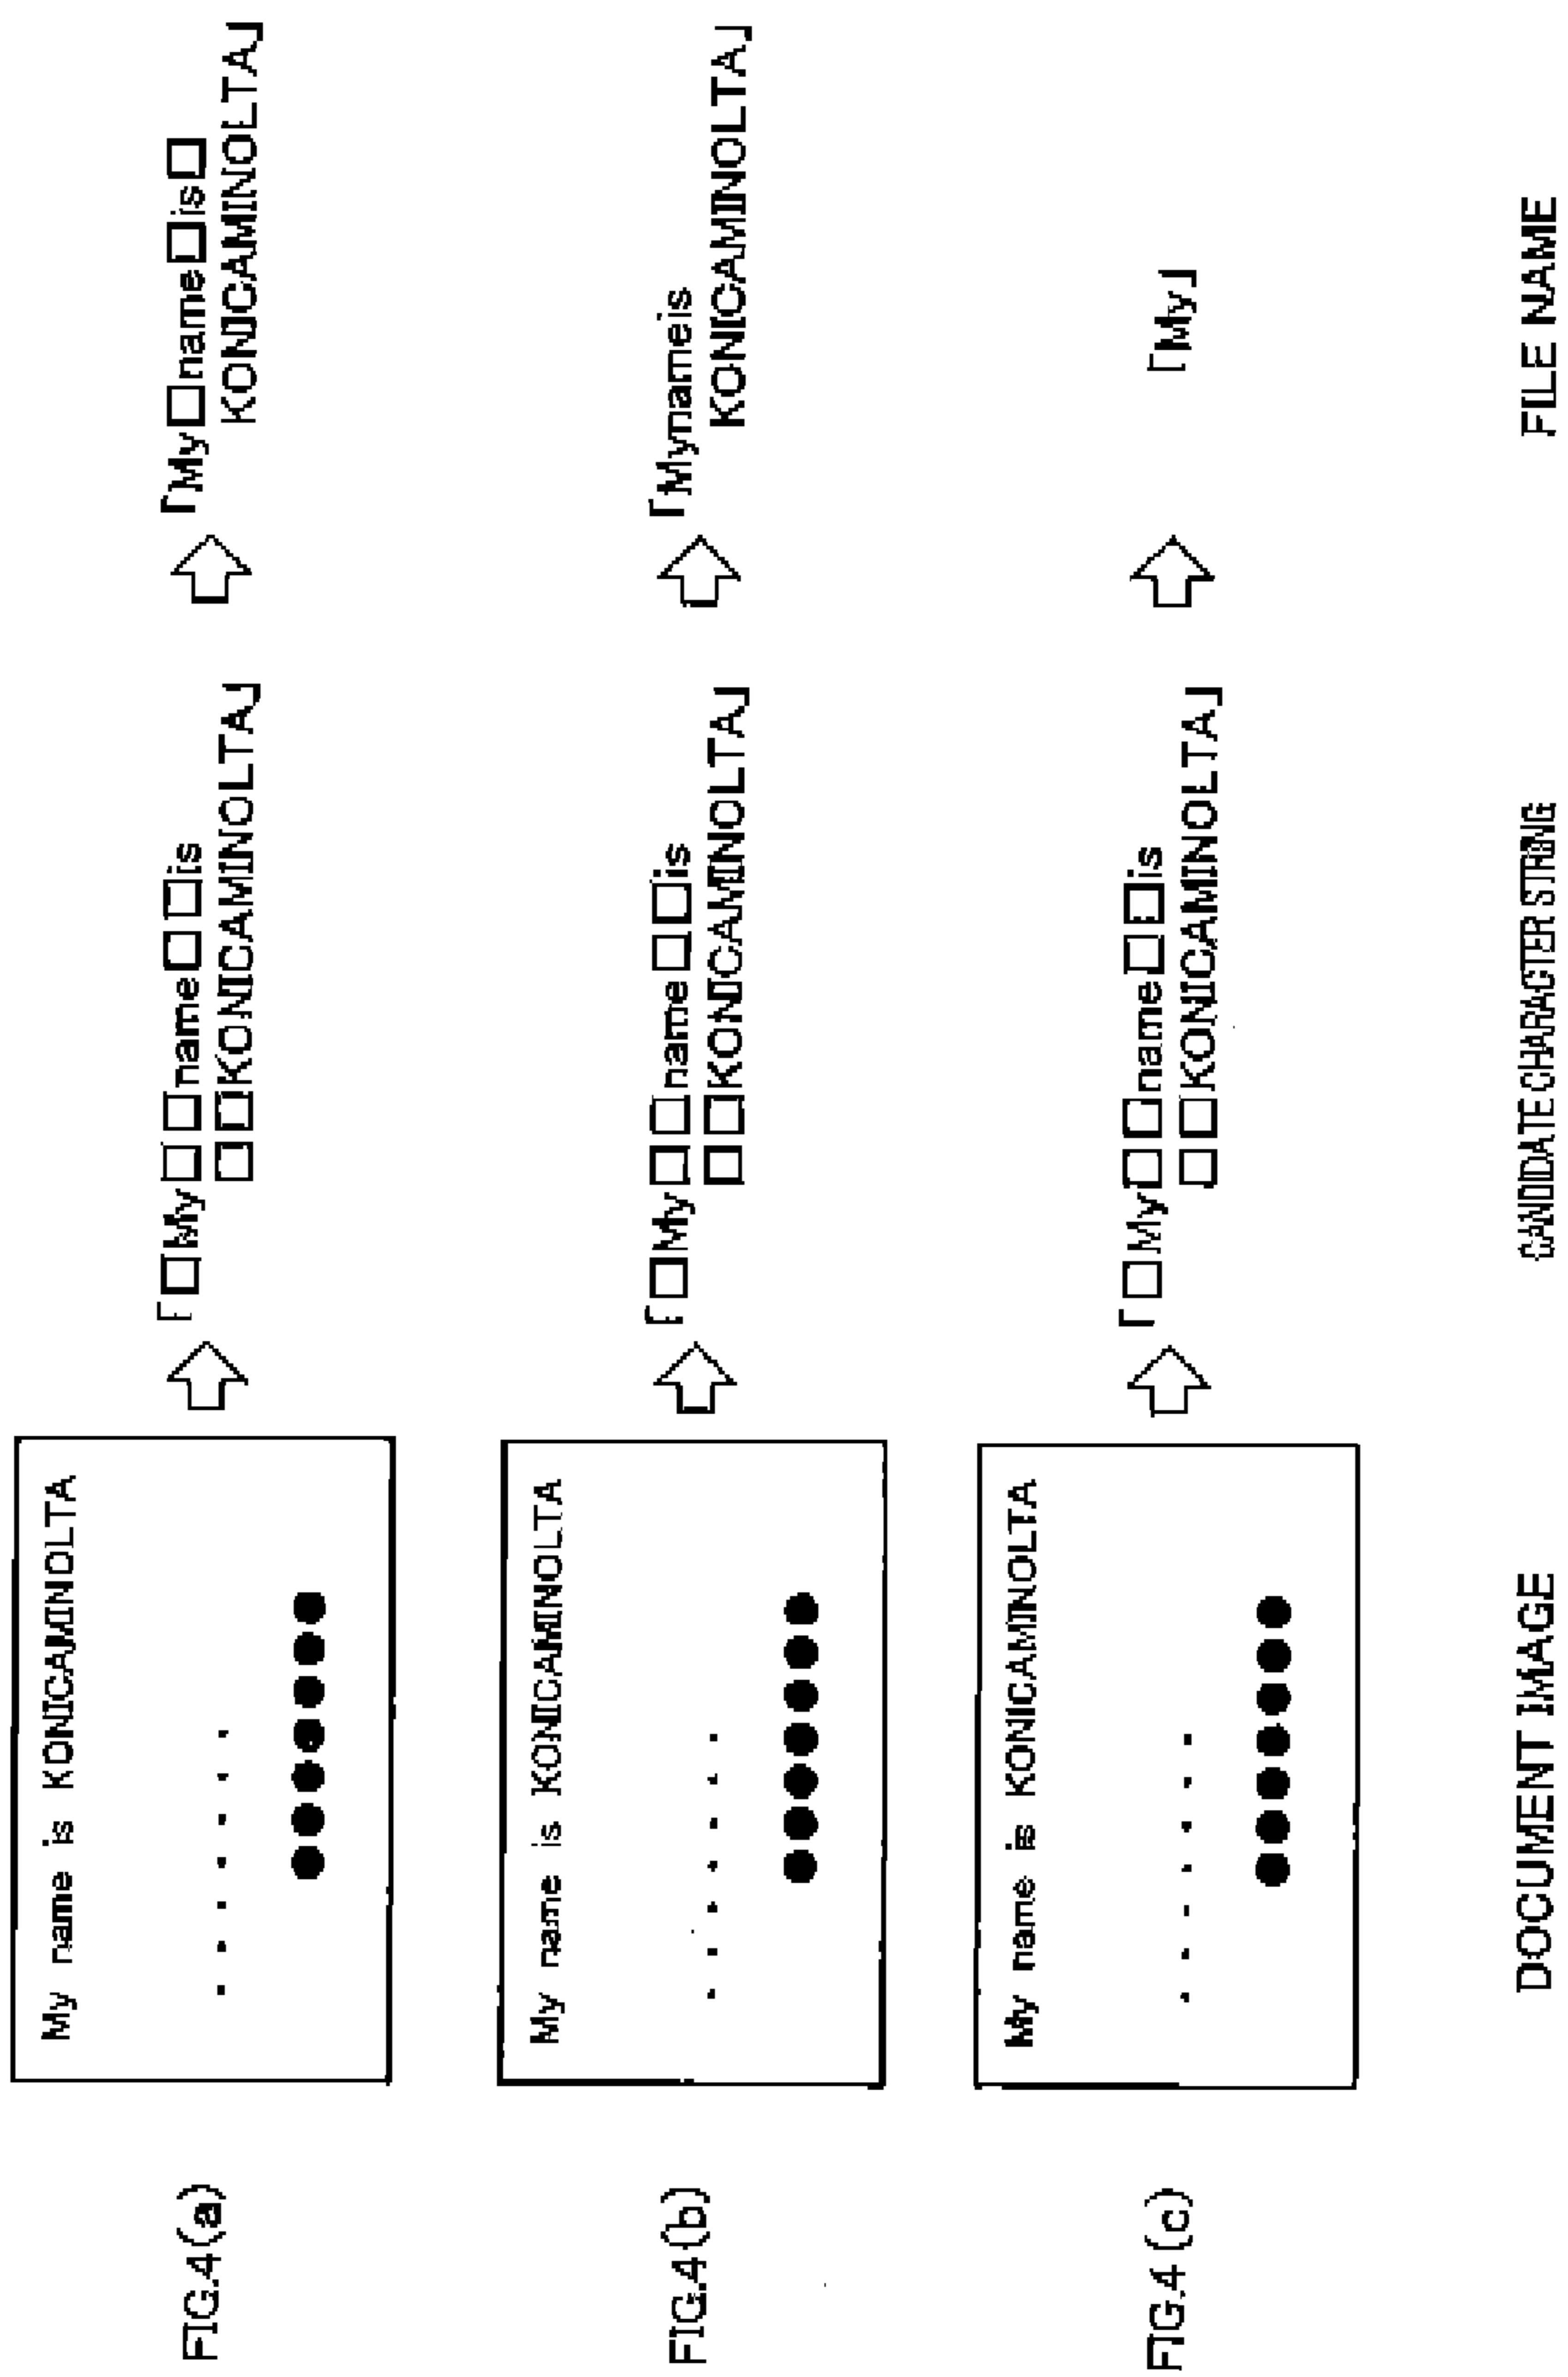 FIG.4(a)
My name is KONICAMINOLTA
・・・・・・・
●●●●●●●
「□My□□name□□is
□□KONICAMINOLTA」
「My□name□is□
KONICAMINOLTA」
FIG.4(b)
My name is KONICAMINOLTA
・・・・・・・
●●●●●●●
「□My□□name□□is
□□KONICAMINOLTA」
「Mynameis
KONICAMINOLTA」
FIG.4(c)
My name is KONICAMINOLTA
・・・・・・・
●●●●●●●
「□My□□name□□is
□□KONICAMINOLTA」
「My」
DOCUMENT IMAGE
CANDIDATE CHARACTER STRING
FILE NAME